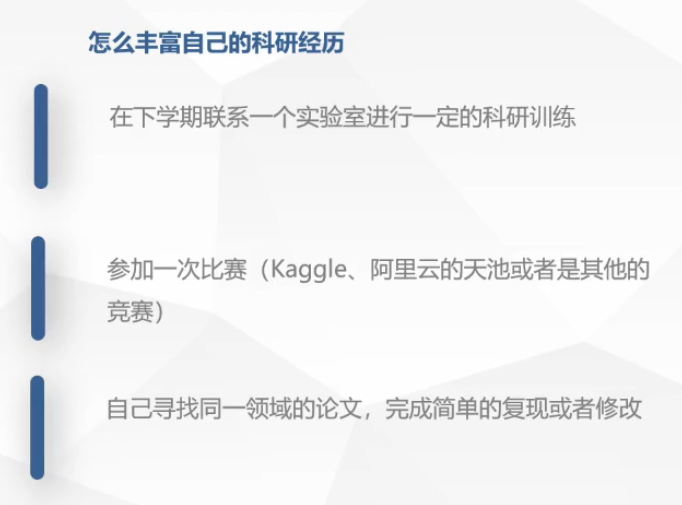 怎么丰富自己的科研经历
在下学期联系一个实验室进行一定的科研训练
参加一次比赛（Kaggle、阿里云的天池或者是其他的
竞赛）
自己寻找同一领域的论文，完成简单的复现或者修改